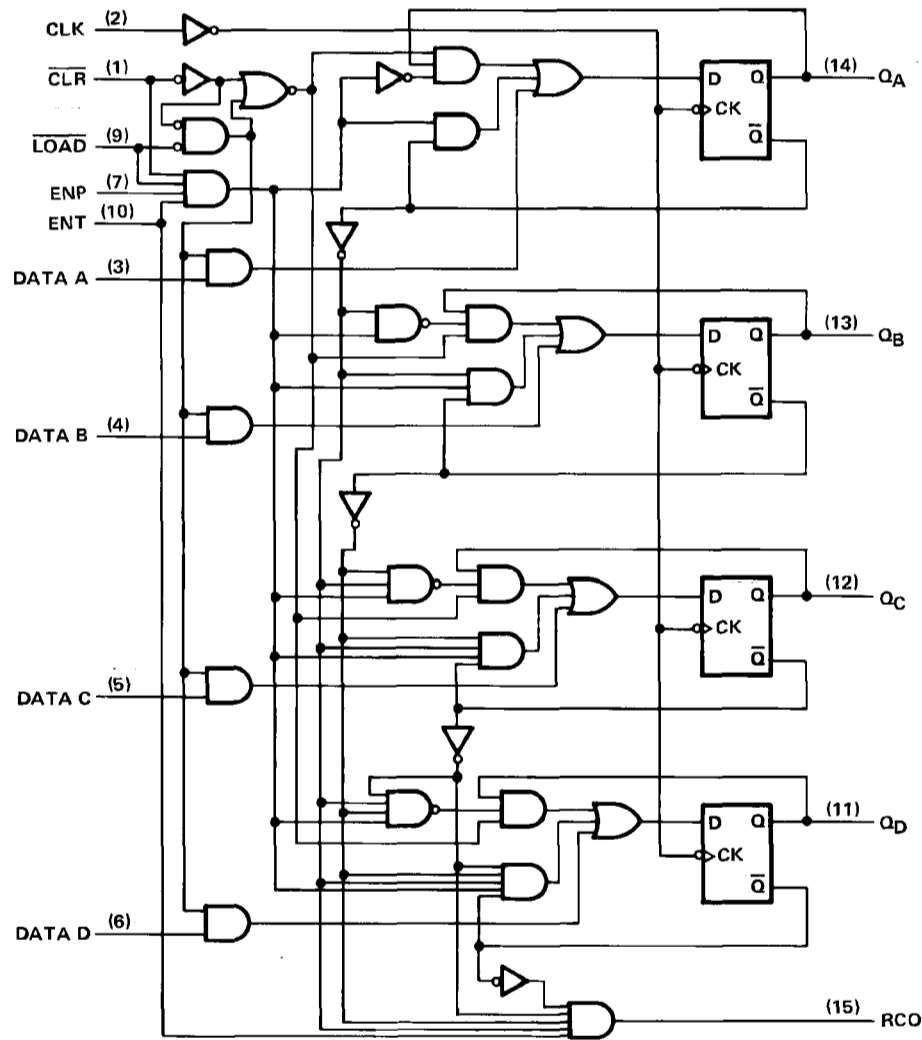 CLK (2)
CLR (1)
LOAD (9)
ENP (7)
ENT (10)
DATA A (3)
D Q (14) QA
CK
Q
DATA B (4)
D Q (13) QB
CK
Q
DATA C (5)
D Q (12) QC
CK
Q
DATA D (6)
D Q (11) QD
CK
Q
(15) RCO